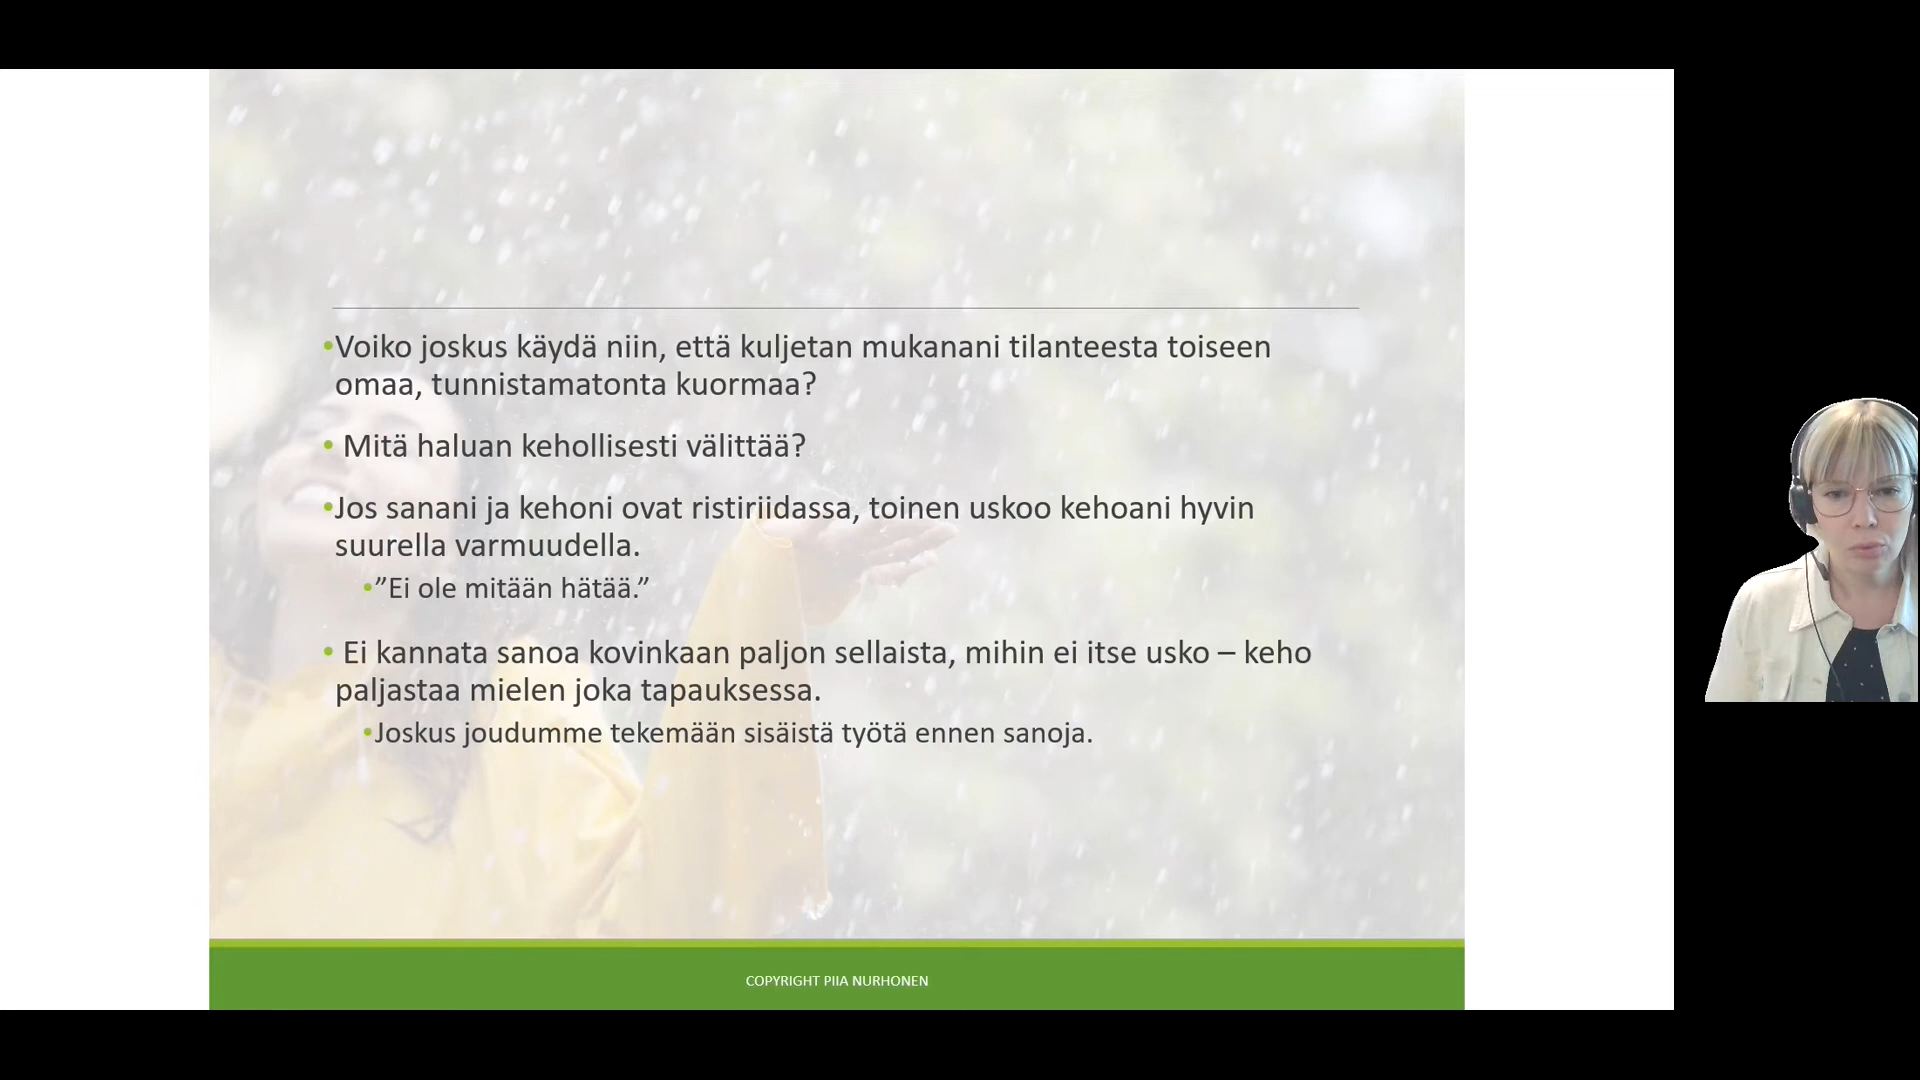 •Voiko joskus käydä niin, että kuljetan mukanani tilanteesta toiseen
omaa, tunnistamatonta kuormaa?
• Mitä haluan kehollisesti välittää?
•Jos sanani ja kehoni ovat ristiriidassa, toinen uskoo kehoani hyvin
suurella varmuudella.
•”Ei ole mitään hätää.”
• Ei kannata sanoa kovinkaan paljon sellaista, mihin ei itse usko – keho
paljastaa mielen joka tapauksessa.
•Joskus joudumme tekemään sisäistä työtä ennen sanoja.
COPYRIGHT PIIA NURHONEN